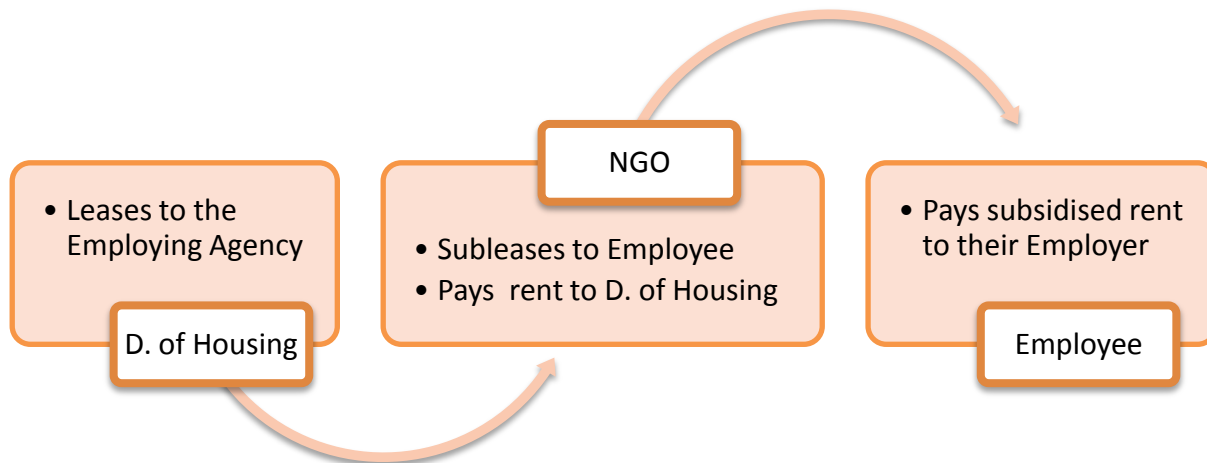 • Leases to the
Employing Agency
D. of Housing
NGO
• Subleases to Employee
• Pays  rent to D. of Housing
• Pays subsidised rent
to their Employer
Employee